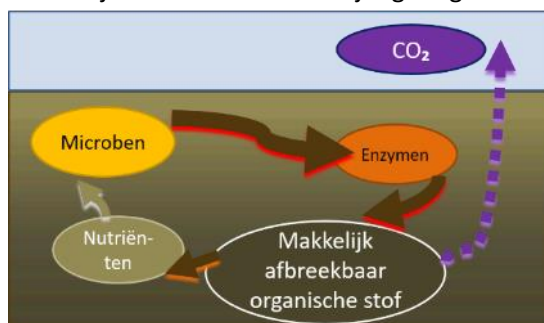 CO₂
Microben
Enzymen
Nutriën-
ten
Makkelijk
afbreekbaar
organische stof